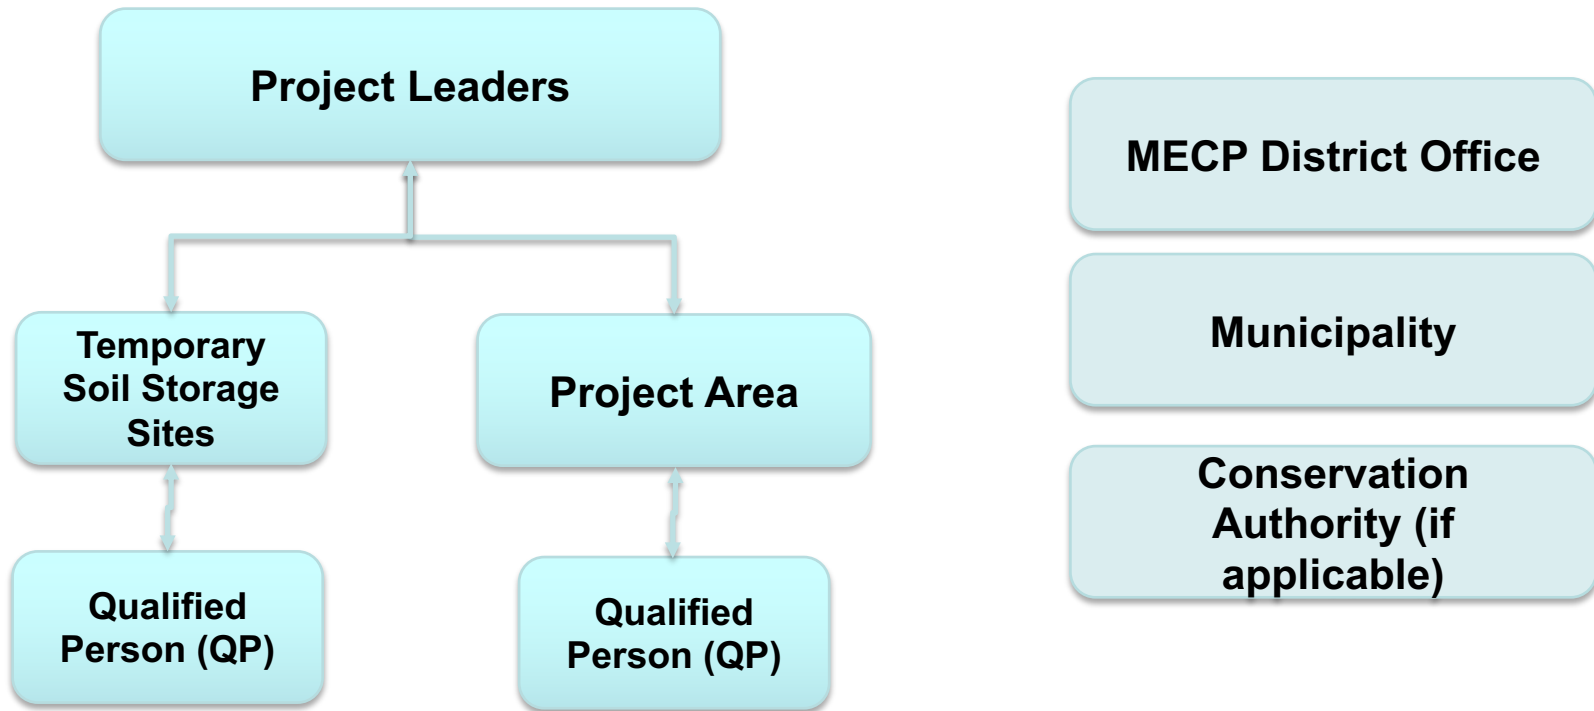 Project Leaders
Temporary
Soil Storage
Sites
Project Area
Qualified
Person (QP)
Qualified
Person (QP)
MECP District Office
Municipality
Conservation
Authority (if
applicable)